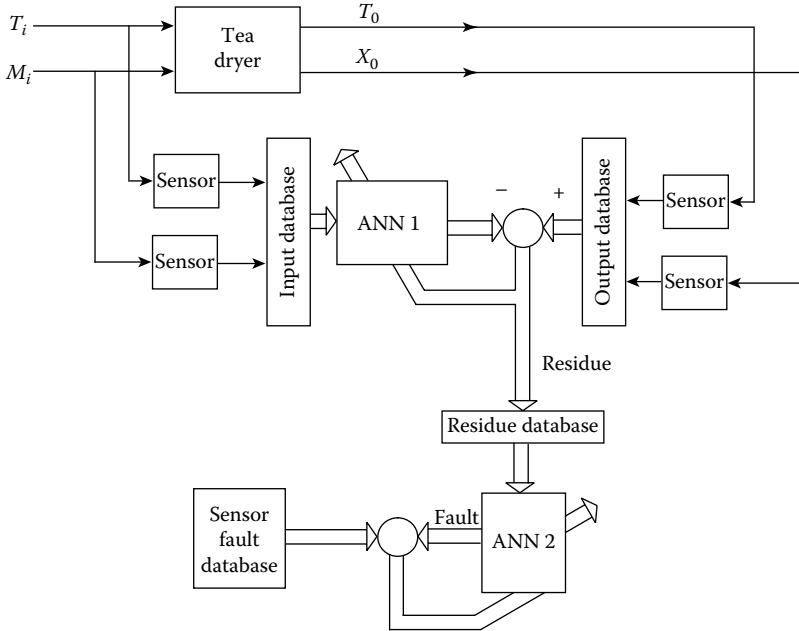 T_i
T_0
Tea
dryer
M_i
X_0
Sensor
Sensor
Input database
ANN 1
−
+
Output database
Sensor
Sensor
Residue
Residue database
Sensor
fault
database
Fault
ANN 2